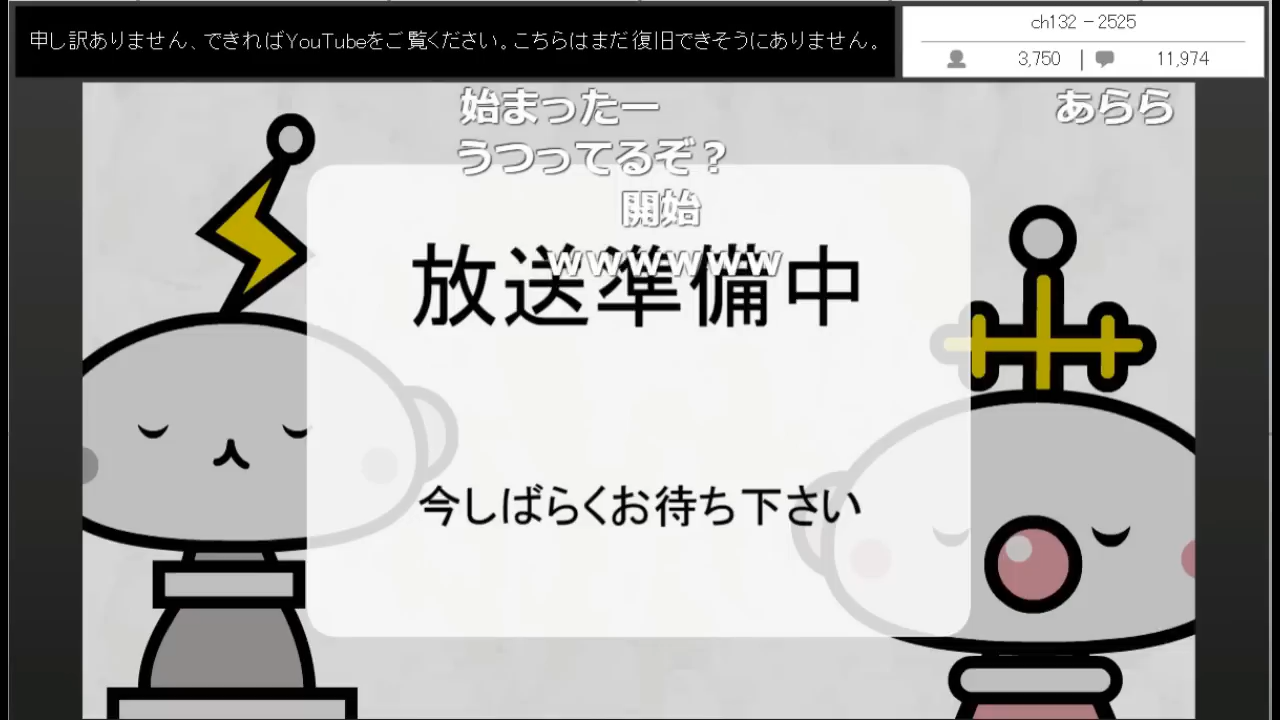 申し訳ありません、できればYouTubeをご覧ください。こちらはまだ復旧できそうにありません。
ch132 − 2525
3,750 | 11,974
始まったー
あらら
うつってるぞ？
開始
wwwwwww
放送準備中
今しばらくお待ち下さい